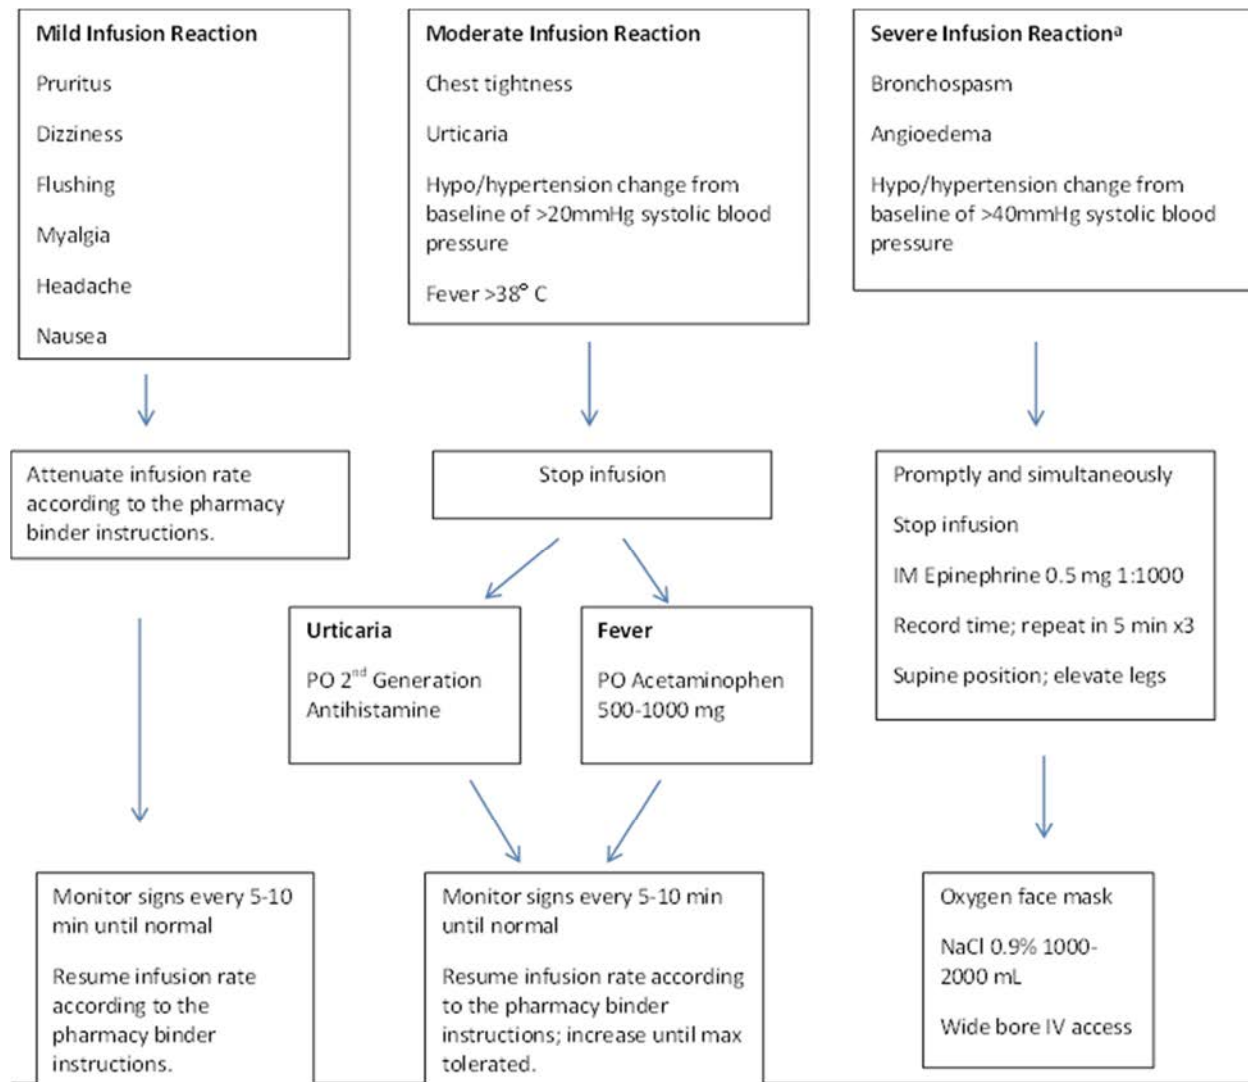 Mild Infusion Reaction
Pruritus
Dizziness
Flushing
Myalgia
Headache
Nausea
Moderate Infusion Reaction
Chest tightness
Urticaria
Hypo/hypertension change from
baseline of >20mmHg systolic blood
pressure
Fever >38° C
Severe Infusion Reactionᵃ
Bronchospasm
Angioedema
Hypo/hypertension change from
baseline of >40mmHg systolic blood
pressure
Attenuate infusion rate
according to the pharmacy
binder instructions.
Stop infusion
Promptly and simultaneously
Stop infusion
IM Epinephrine 0.5 mg 1:1000
Record time; repeat in 5 min x3
Supine position; elevate legs
Urticaria
PO 2ⁿᵈ Generation
Antihistamine
Fever
PO Acetaminophen
500-1000 mg
Monitor signs every 5-10
min until normal
Resume infusion rate
according to the
pharmacy binder
instructions.
Monitor signs every 5-10 min
until normal
Resume infusion rate according
to the pharmacy binder
instructions; increase until max
tolerated.
Oxygen face mask
NaCl 0.9% 1000-
2000 mL
Wide bore IV access